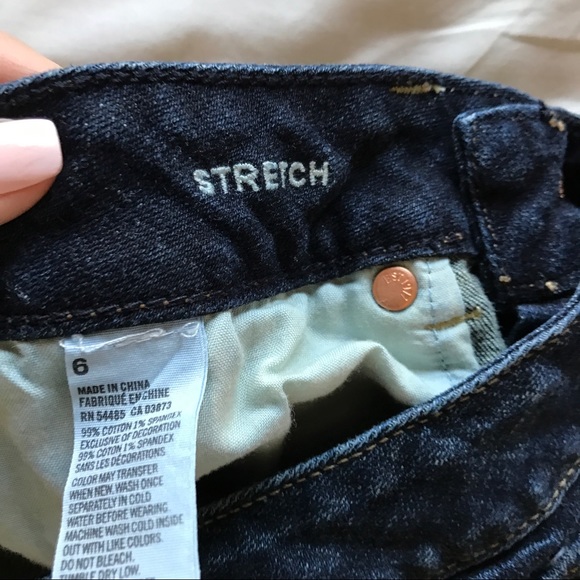 STRETCH
6
MADE IN CHINA
FABRIQUÉ EN CHINE
RN 54485 CA 03873
99% COTTON 1% SPANDEX
EXCLUSIVE OF DECORATION
99% COTON 1% SPANDEX
SANS LES DÉCORATIONS
COLOR MAY TRANSFER
WHEN NEW. WASH ONCE
SEPARATELY IN COLD
WATER BEFORE WEARING.
MACHINE WASH COLD INSIDE
OUT WITH LIKE COLORS.
DO NOT BLEACH.
TUMBLE DRY LOW.